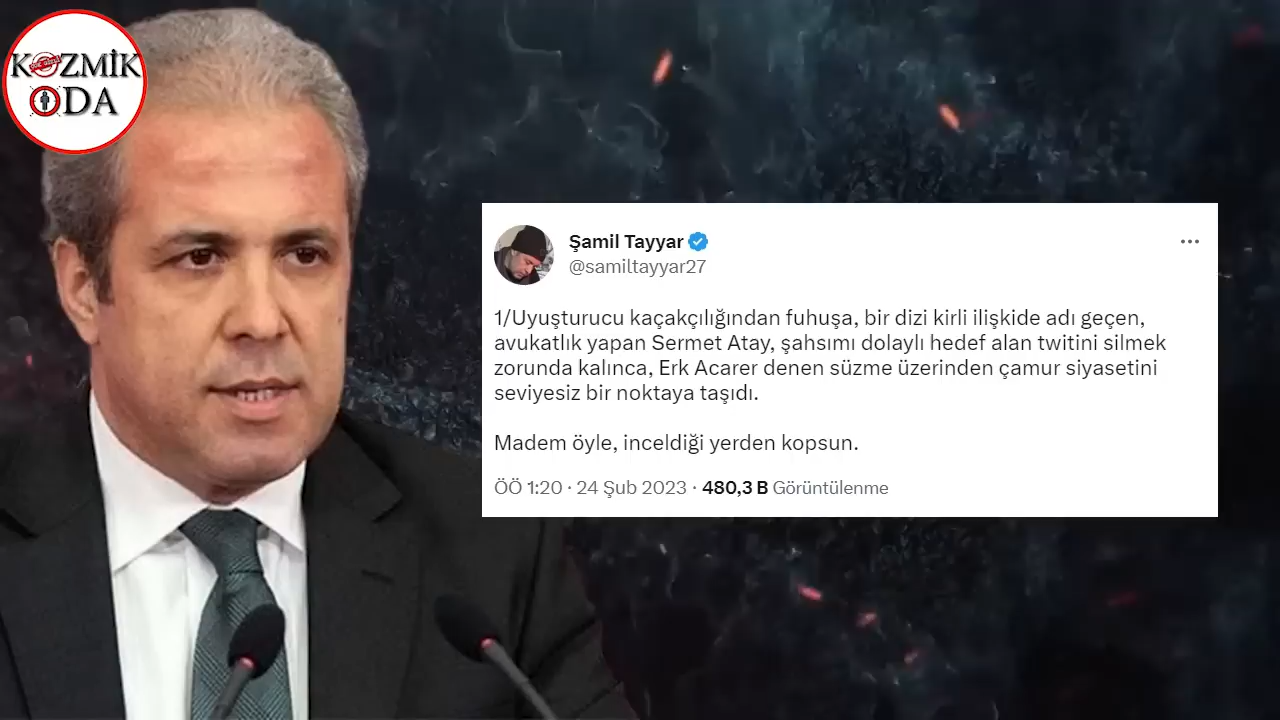 KOZMİK
ODA
Şamil Tayyar
@samiltayyar27
1/Uyuşturucu kaçakçılığından fuhuşa, bir dizi kirli ilişkide adı geçen,
avukatlık yapan Sermet Atay, şahsımı dolaylı hedef alan twitini silmek
zorunda kalınca, Erk Acarer denen süzme üzerinden çamur siyasetini
seviyesiz bir noktaya taşıdı.
Madem öyle, inceldiği yerden kopsun.
ÖÖ 1:20 · 24 Şub 2023 · 480,3 B Görüntülenme